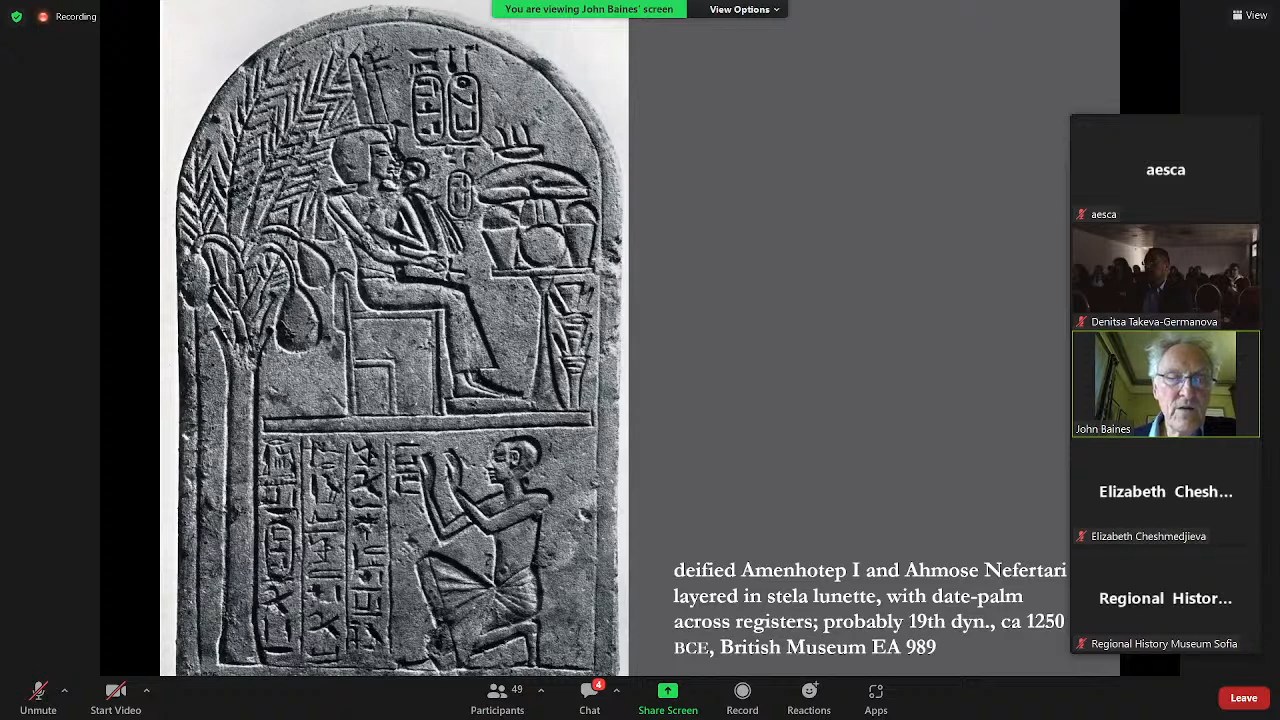 Recording
You are viewing John Baines' screen
View Options
View
aesca
aesca
Denitsa Takeva-Germanova
John Baines
Elizabeth Chesh...
Elizabeth Cheshmedjieva
Regional Histor...
Regional History Museum Sofia
deified Amenhotep I and Ahmose Nefertari
layered in stela lunette, with date-palm
across registers; probably 19th dyn., ca 1250
BCE, British Museum EA 989
Unmute
Start Video
49
Participants
4
Chat
Share Screen
Record
Reactions
Apps
Leave